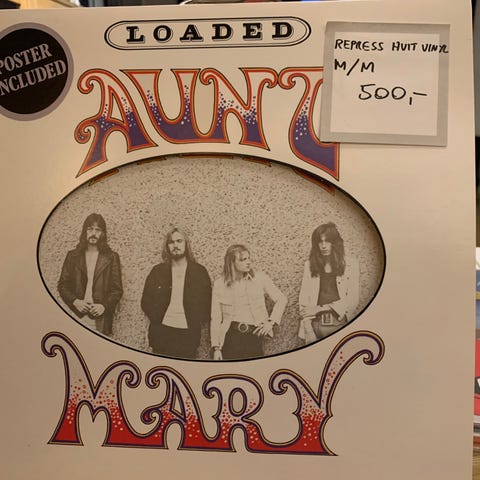 LOADED
POSTER
INCLUDED
REPRESS HVIT VINYL
M/M
500,-
AUNT
MARY